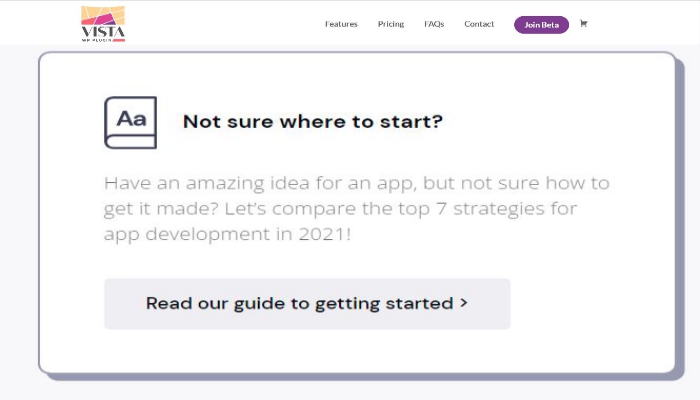 VISTA
WP PLUGIN
Features Pricing FAQs Contact Join Beta
Aa
Not sure where to start?
Have an amazing idea for an app, but not sure how to
get it made? Let's compare the top 7 strategies for
app development in 2021!
Read our guide to getting started >